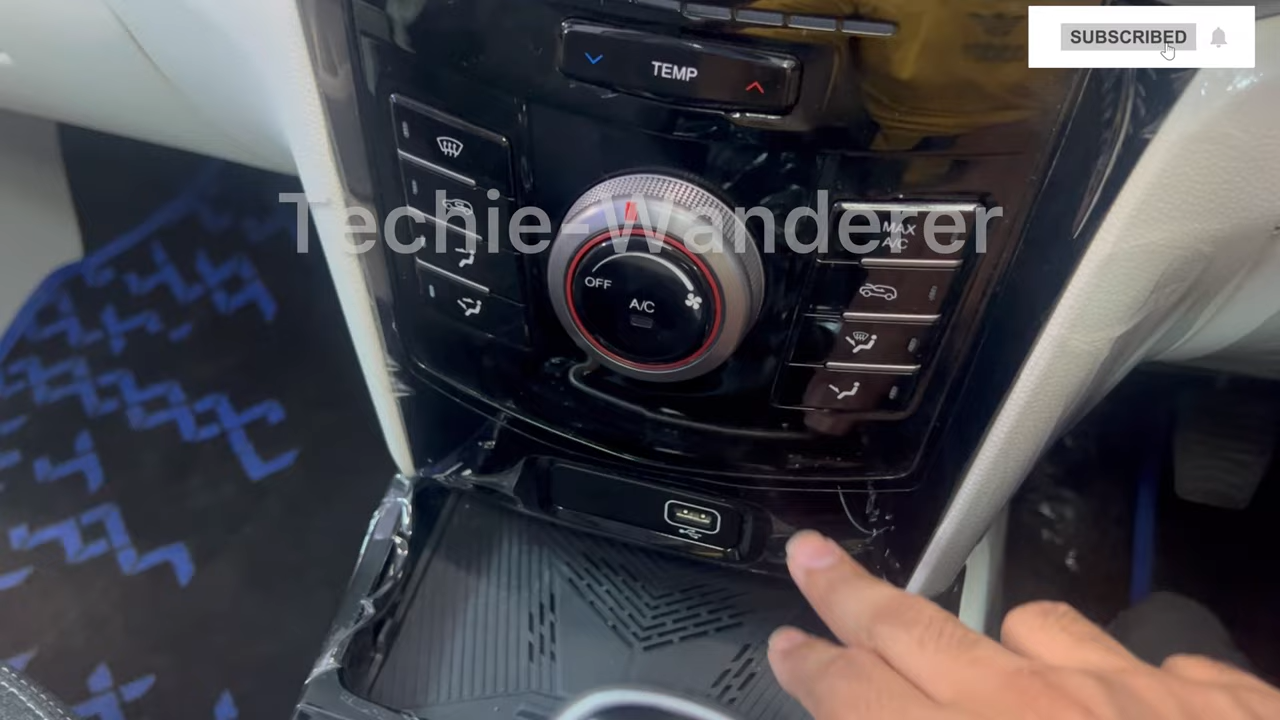 SUBSCRIBED
TEMP
Techie-Wanderer
MAX
A/C
OFF
A/C